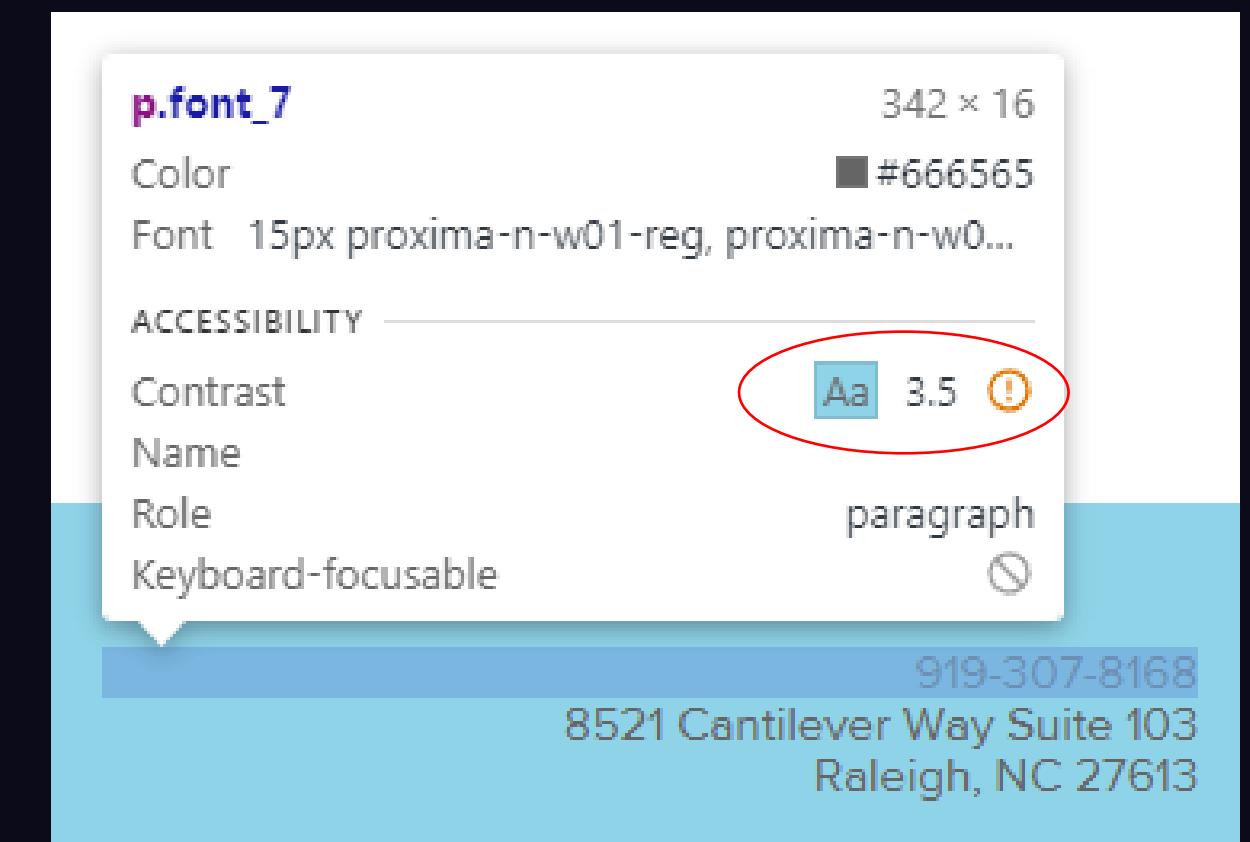 p.font_7 342 × 16
Color #666565
Font 15px proxima-n-w01-reg, proxima-n-w0...
ACCESSIBILITY
Contrast Aa 3.5
Name
Role paragraph
Keyboard-focusable
919-307-8168
8521 Cantilever Way Suite 103
Raleigh, NC 27613